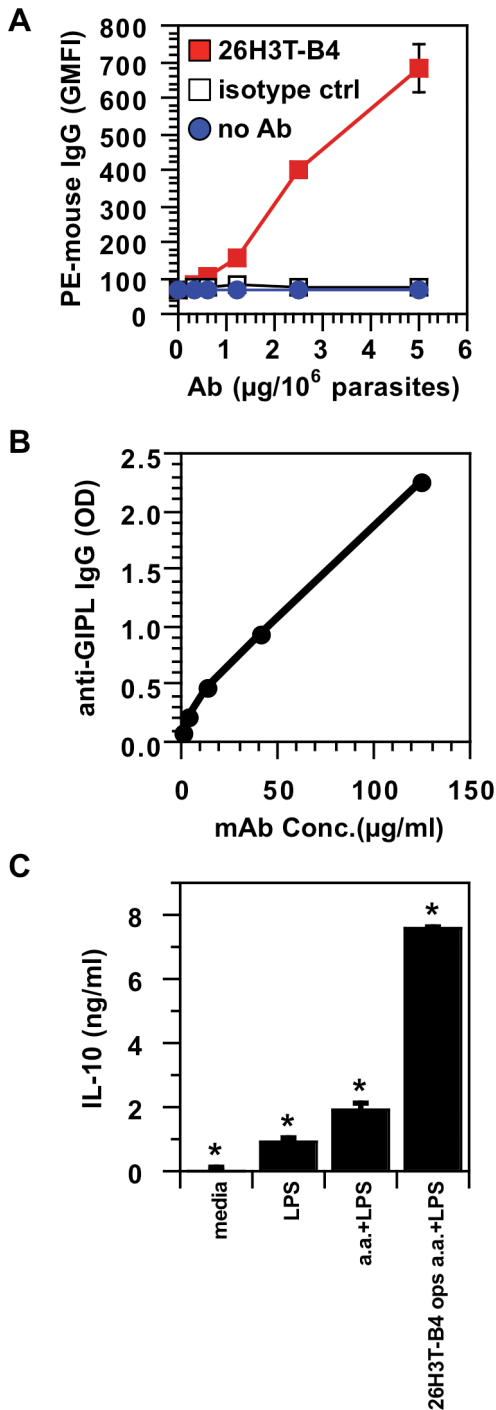 A
PE-mouse IgG (GMFI)
800
700
600
500
400
300
200
100
0
26H3T-B4
isotype ctrl
no Ab
0 1 2 3 4 5 6
Ab (µg/10⁶ parasites)
B
anti-GIPL IgG (OD)
2.5
2.0
1.5
1.0
0.5
0.0
0 50 100 150
mAb Conc.(µg/ml)
C
IL-10 (ng/ml)
8
6
4
2
0
* * * *
media
LPS
a.a.+LPS
26H3T-B4 ops a.a.+LPS